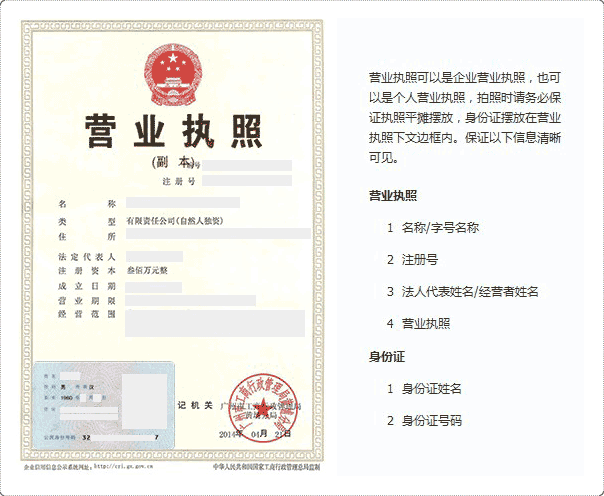 营业执照
(副 本)
编号
注 册 号
名 称
类 型 有限责任公司(自然人独资)
住 所
法定代表人
注 册 资 本 叁佰万元整
成 立 日 期
营 业 期 限
经 营 范 围
男 汉
1980
公民身份号码 32 7
记 机 关
2014年 04月 21日
企业信用信息公示系统网址: http://cri.gz.gov.cn
中华人民共和国国家工商行政管理总局监制
营业执照可以是企业营业执照，也可
以是个人营业执照，拍照时请务必保
证执照平摊摆放，身份证摆放在营业
执照下文边框内。保证以下信息清晰
可见。
营业执照
1 名称/字号名称
2 注册号
3 法人代表姓名/经营者姓名
4 营业执照
身份证
1 身份证姓名
2 身份证号码